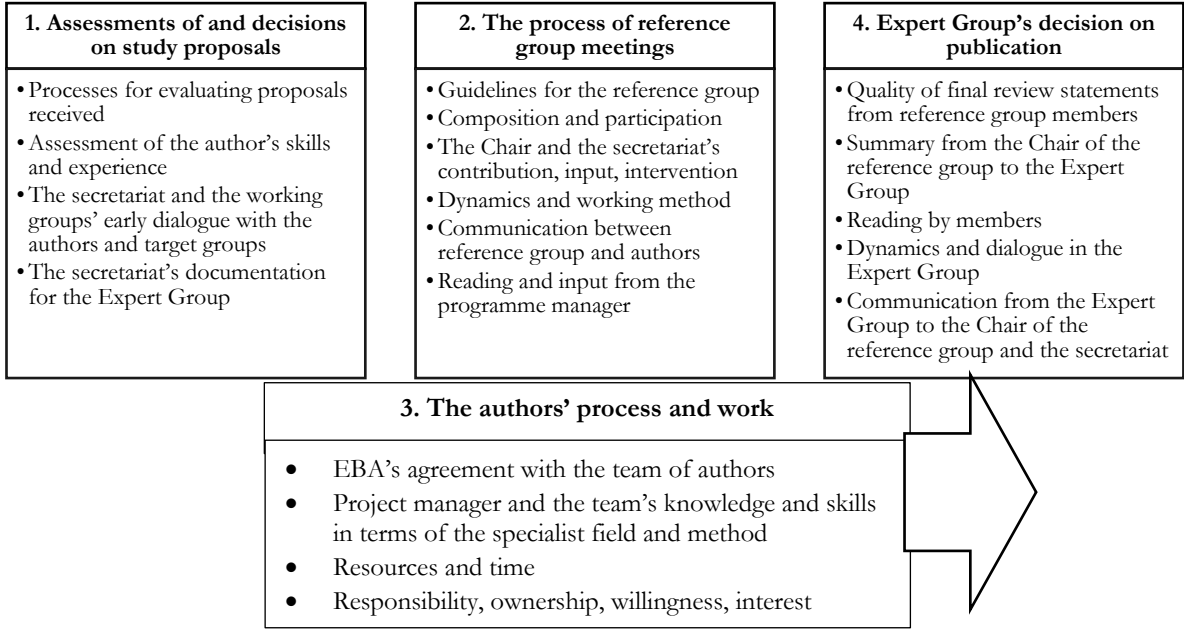 1. Assessments of and decisions
on study proposals
• Processes for evaluating proposals
received
• Assessment of the author's skills
and experience
• The secretariat and the working
groups' early dialogue with the
authors and target groups
• The secretariat's documentation
for the Expert Group
2. The process of reference
group meetings
• Guidelines for the reference group
• Composition and participation
• The Chair and the secretariat's
contribution, input, intervention
• Dynamics and working method
• Communication between
reference group and authors
• Reading and input from the
programme manager
4. Expert Group's decision on
publication
• Quality of final review statements
from reference group members
• Summary from the Chair of the
reference group to the Expert
Group
• Reading by members
• Dynamics and dialogue in the
Expert Group
• Communication from the Expert
Group to the Chair of the
reference group and the secretariat
3. The authors' process and work
• EBA's agreement with the team of authors
• Project manager and the team's knowledge and skills
in terms of the specialist field and method
• Resources and time
• Responsibility, ownership, willingness, interest